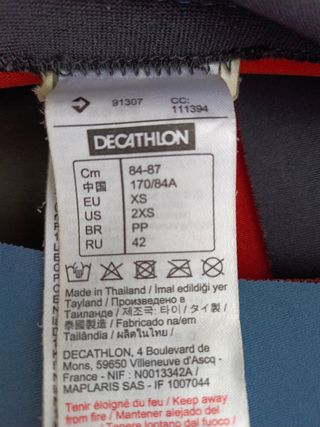 91307
CC:
111394
DECATHLON
Cm 84-87
中国 170/84A
EU XS
US 2XS
BR PP
RU 42
Made in Thailand / İmal edildiği yer
Tayland / Произведено в
Таиланде / 제조국: 타이 / タイ製 /
泰國製造 / Fabricado na/em
Tailândia / ผลิตในไทย /
DECATHLON, 4 Boulevard de
Mons, 59650 Villeneuve d'Ascq -
France - NIF : N0013342A /
MAPLARIS SAS - IF 1007044
Tenir éloigné du feu / Keep away
from fire / Mantener alejado del
/ Tenere lontano dal fuoco /